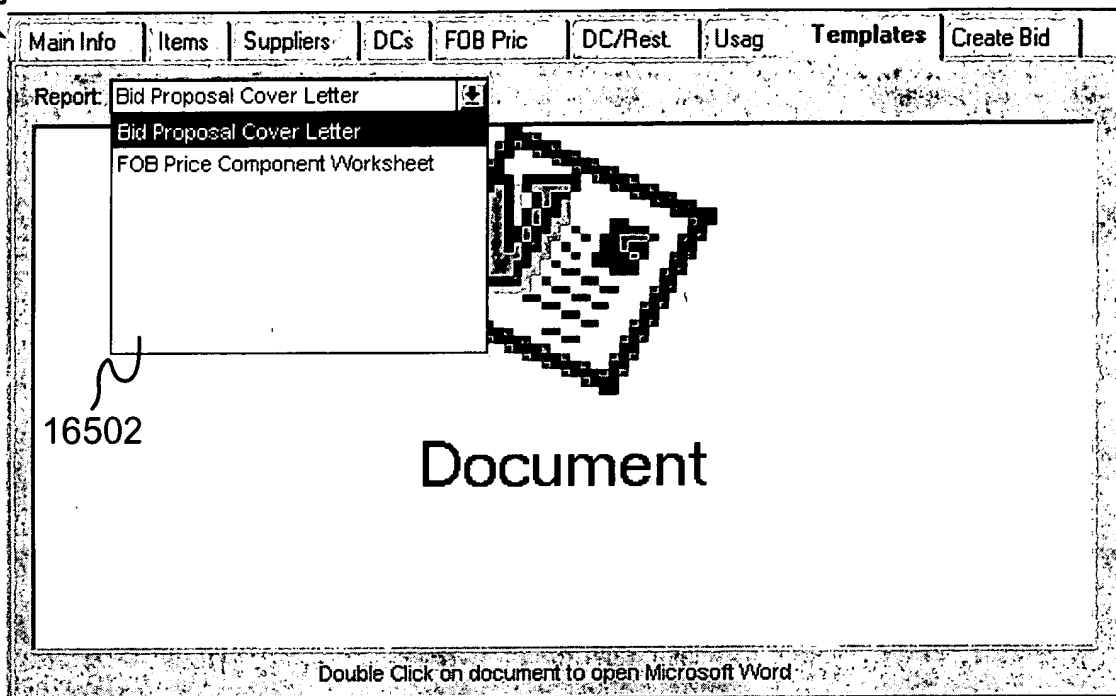 Main Info Items Suppliers DCs FOB Pric DC/Rest. Usag Templates Create Bid
Report: Bid Proposal Cover Letter
Bid Proposal Cover Letter
FOB Price Component Worksheet
16502
Document
Double Click on document to open Microsoft Word